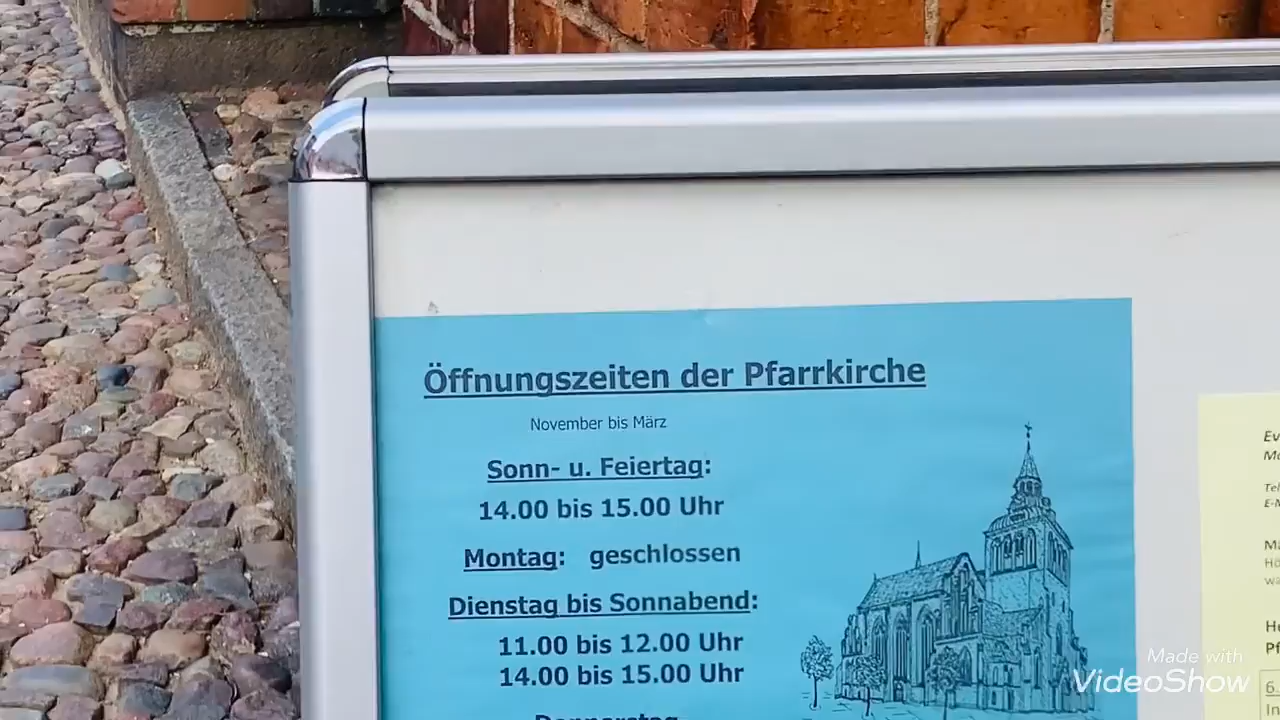 Öffnungszeiten der Pfarrkirche
November bis März
Sonn- u. Feiertag:
14.00 bis 15.00 Uhr
Montag: geschlossen
Dienstag bis Sonnabend:
11.00 bis 12.00 Uhr
14.00 bis 15.00 Uhr
Donnerstag
Made with
VideoShow